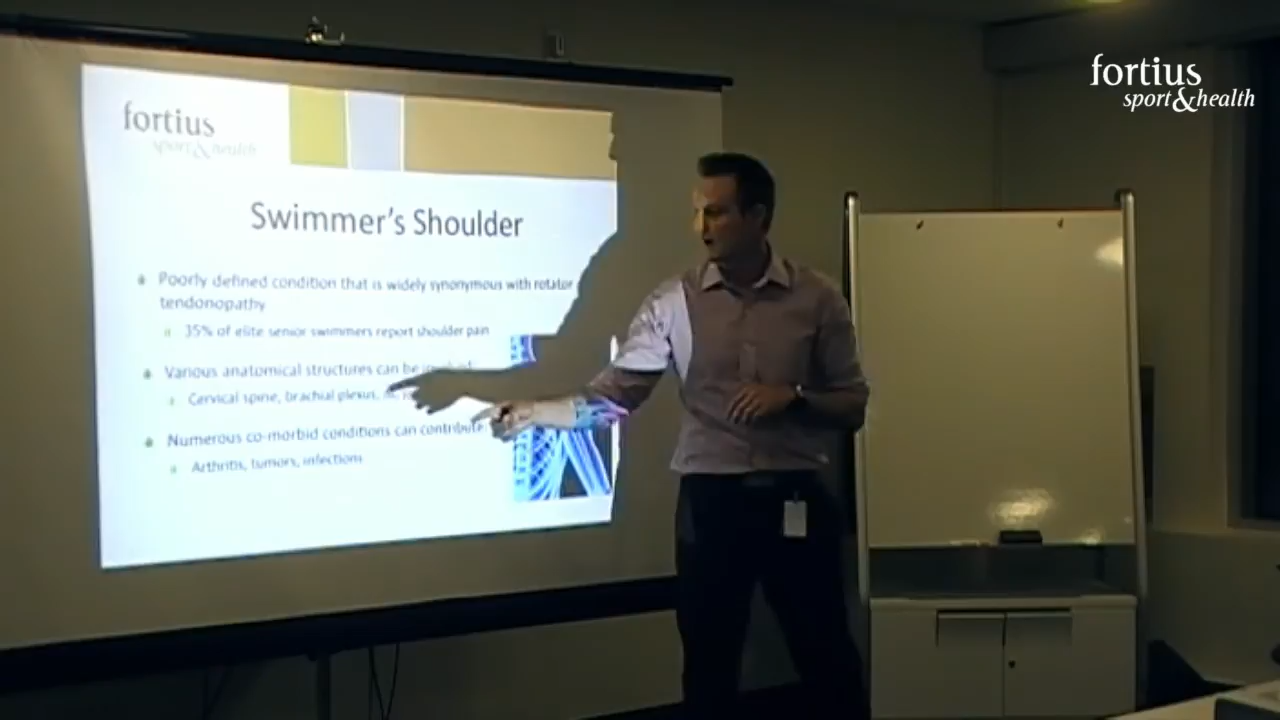 fortius
sport&health
fortius
sport&health
Swimmer's Shoulder
Poorly defined condition that is widely synonymous with rotator
tendonopathy
35% of elite senior swimmers report shoulder pain
Various anatomical structures can be
Cervical spine, brachial plexus,
Numerous co-morbid conditions can contribute
Arthritis, tumors, infections